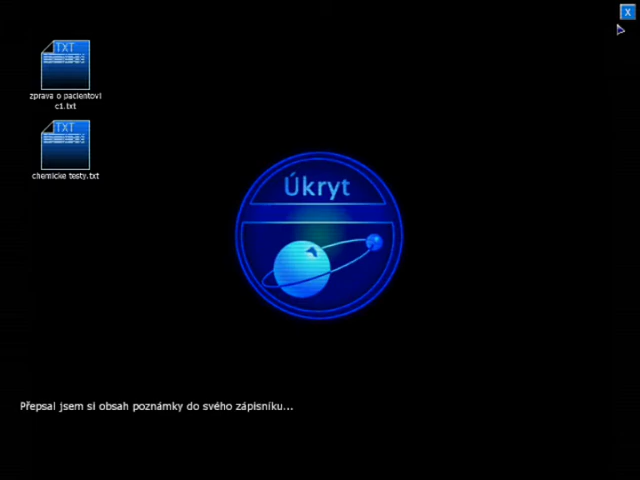 X
TXT
zprava o pacientovi
c1.txt
TXT
chemicke testy.txt
Úkryt
Přepsal jsem si obsah poznámky do svého zápisníku...